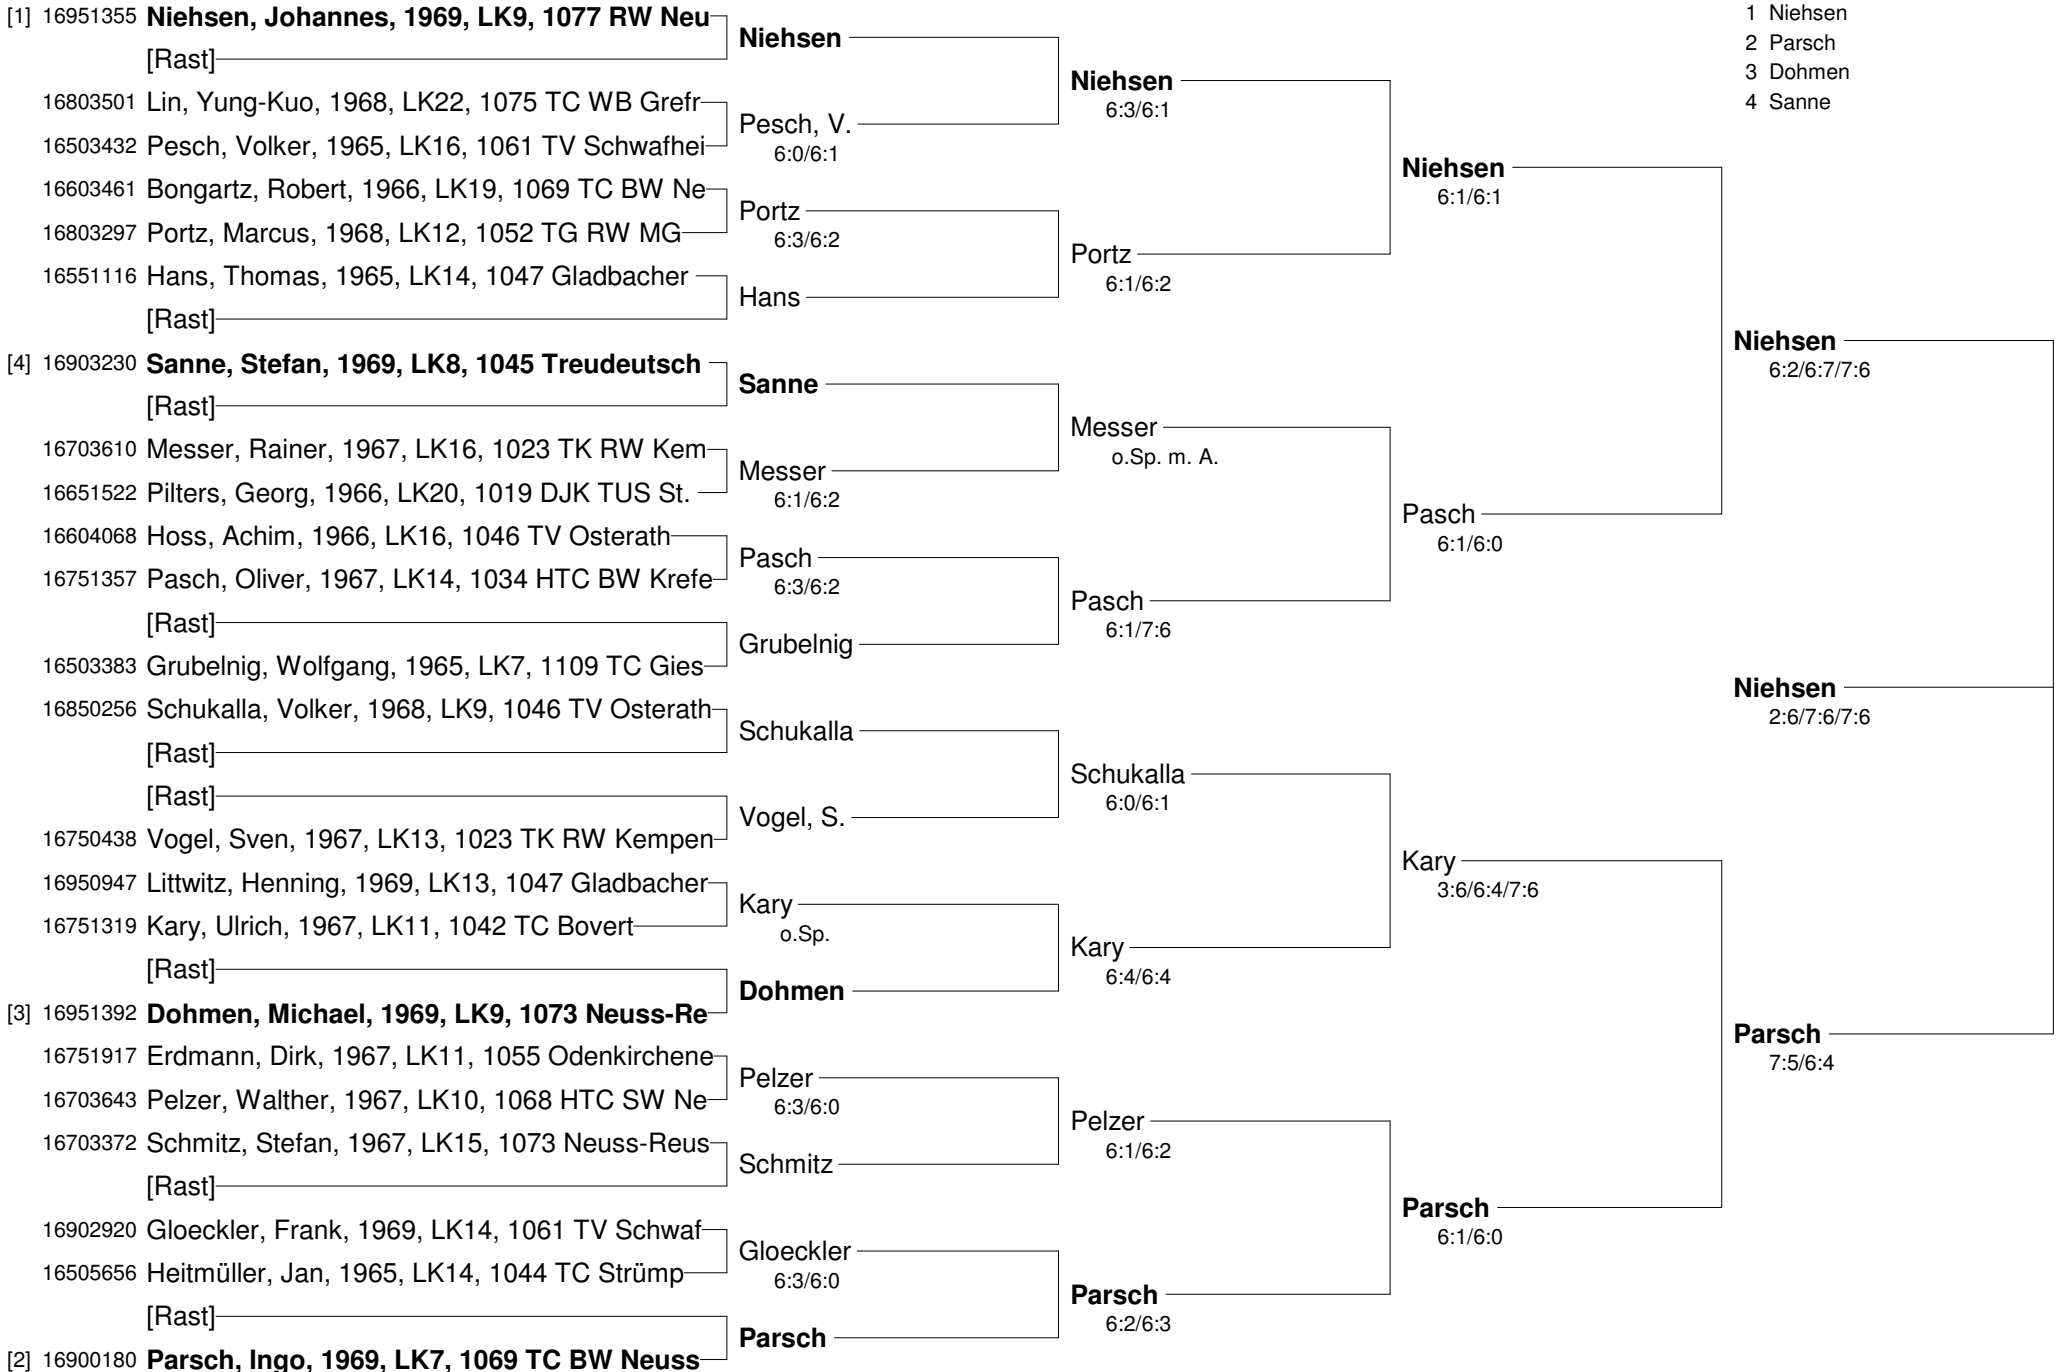 [1] 16951355 Niehsen, Johannes, 1969, LK9, 1077 RW Neu
[Rast]
16803501 Lin, Yung-Kuo, 1968, LK22, 1075 TC WB Grefr
16503432 Pesch, Volker, 1965, LK16, 1061 TV Schwafhei
16603461 Bongartz, Robert, 1966, LK19, 1069 TC BW Ne
16803297 Portz, Marcus, 1968, LK12, 1052 TG RW MG
16551116 Hans, Thomas, 1965, LK14, 1047 Gladbacher
[Rast]
[4] 16903230 Sanne, Stefan, 1969, LK8, 1045 Treudeutsch
[Rast]
16703610 Messer, Rainer, 1967, LK16, 1023 TK RW Kem
16651522 Pilters, Georg, 1966, LK20, 1019 DJK TUS St.
16604068 Hoss, Achim, 1966, LK16, 1046 TV Osterath
16751357 Pasch, Oliver, 1967, LK14, 1034 HTC BW Krefe
[Rast]
16503383 Grubelnig, Wolfgang, 1965, LK7, 1109 TC Gies
16850256 Schukalla, Volker, 1968, LK9, 1046 TV Osterath
[Rast]
[Rast]
16750438 Vogel, Sven, 1967, LK13, 1023 TK RW Kempen
16950947 Littwitz, Henning, 1969, LK13, 1047 Gladbacher
16751319 Kary, Ulrich, 1967, LK11, 1042 TC Bovert
[Rast]
[3] 16951392 Dohmen, Michael, 1969, LK9, 1073 Neuss-Re
16751917 Erdmann, Dirk, 1967, LK11, 1055 Odenkirchene
16703643 Pelzer, Walther, 1967, LK10, 1068 HTC SW Ne
16703372 Schmitz, Stefan, 1967, LK15, 1073 Neuss-Reus
[Rast]
16902920 Gloeckler, Frank, 1969, LK14, 1061 TV Schwaf
16505656 Heitmüller, Jan, 1965, LK14, 1044 TC Strümp
[Rast]
[2] 16900180 Parsch, Ingo, 1969, LK7, 1069 TC BW Neuss
Niehsen
Pesch, V.
6:0/6:1
Portz
6:3/6:2
Hans
Sanne
Messer
6:1/6:2
Pasch
6:3/6:2
Grubelnig
Schukalla
Vogel, S.
Kary
o.Sp.
Dohmen
Pelzer
6:3/6:0
Schmitz
Gloeckler
6:3/6:0
Parsch
Niehsen
6:3/6:1
Portz
6:1/6:2
Messer
o.Sp. m. A.
Pasch
6:1/7:6
Schukalla
6:0/6:1
Kary
6:4/6:4
Pelzer
6:1/6:2
Parsch
6:2/6:3
Niehsen
6:1/6:1
Pasch
6:1/6:0
Kary
3:6/6:4/7:6
Parsch
6:1/6:0
1 Niehsen
2 Parsch
3 Dohmen
4 Sanne
Niehsen
6:2/6:7/7:6
Niehsen
2:6/7:6/7:6
Parsch
7:5/6:4